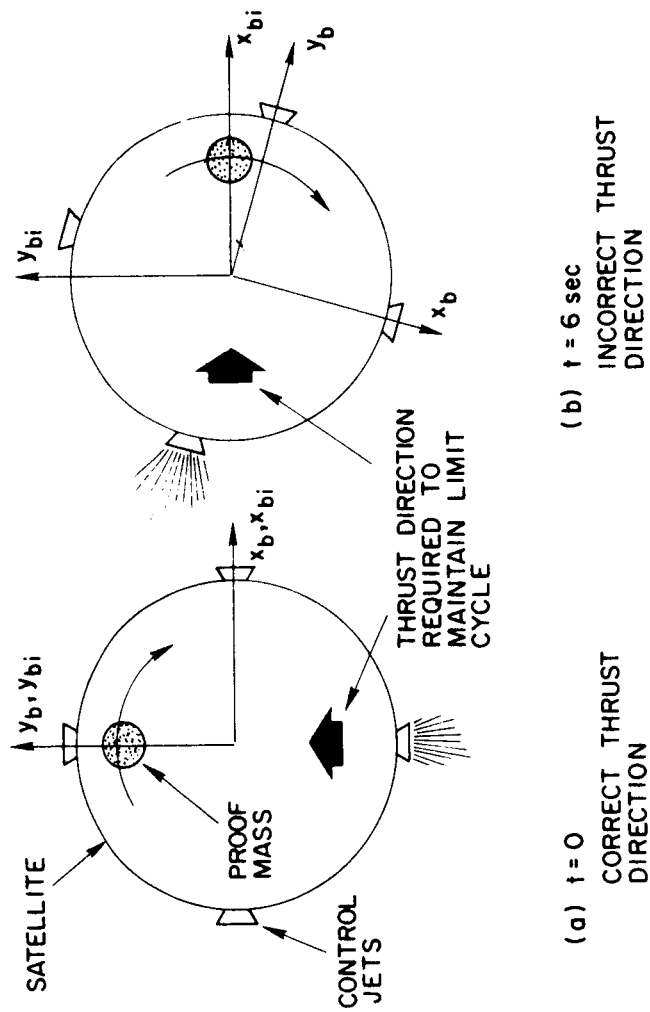 SATELLITE
y_b, y_bi
x_b, x_bi
PROOF
MASS
CONTROL
JETS
THRUST DIRECTION
REQUIRED TO
MAINTAIN LIMIT
CYCLE
(a) t = 0
CORRECT THRUST
DIRECTION
y_bi
x_bi
y_b
x_b
(b) t = 6 sec
INCORRECT THRUST
DIRECTION